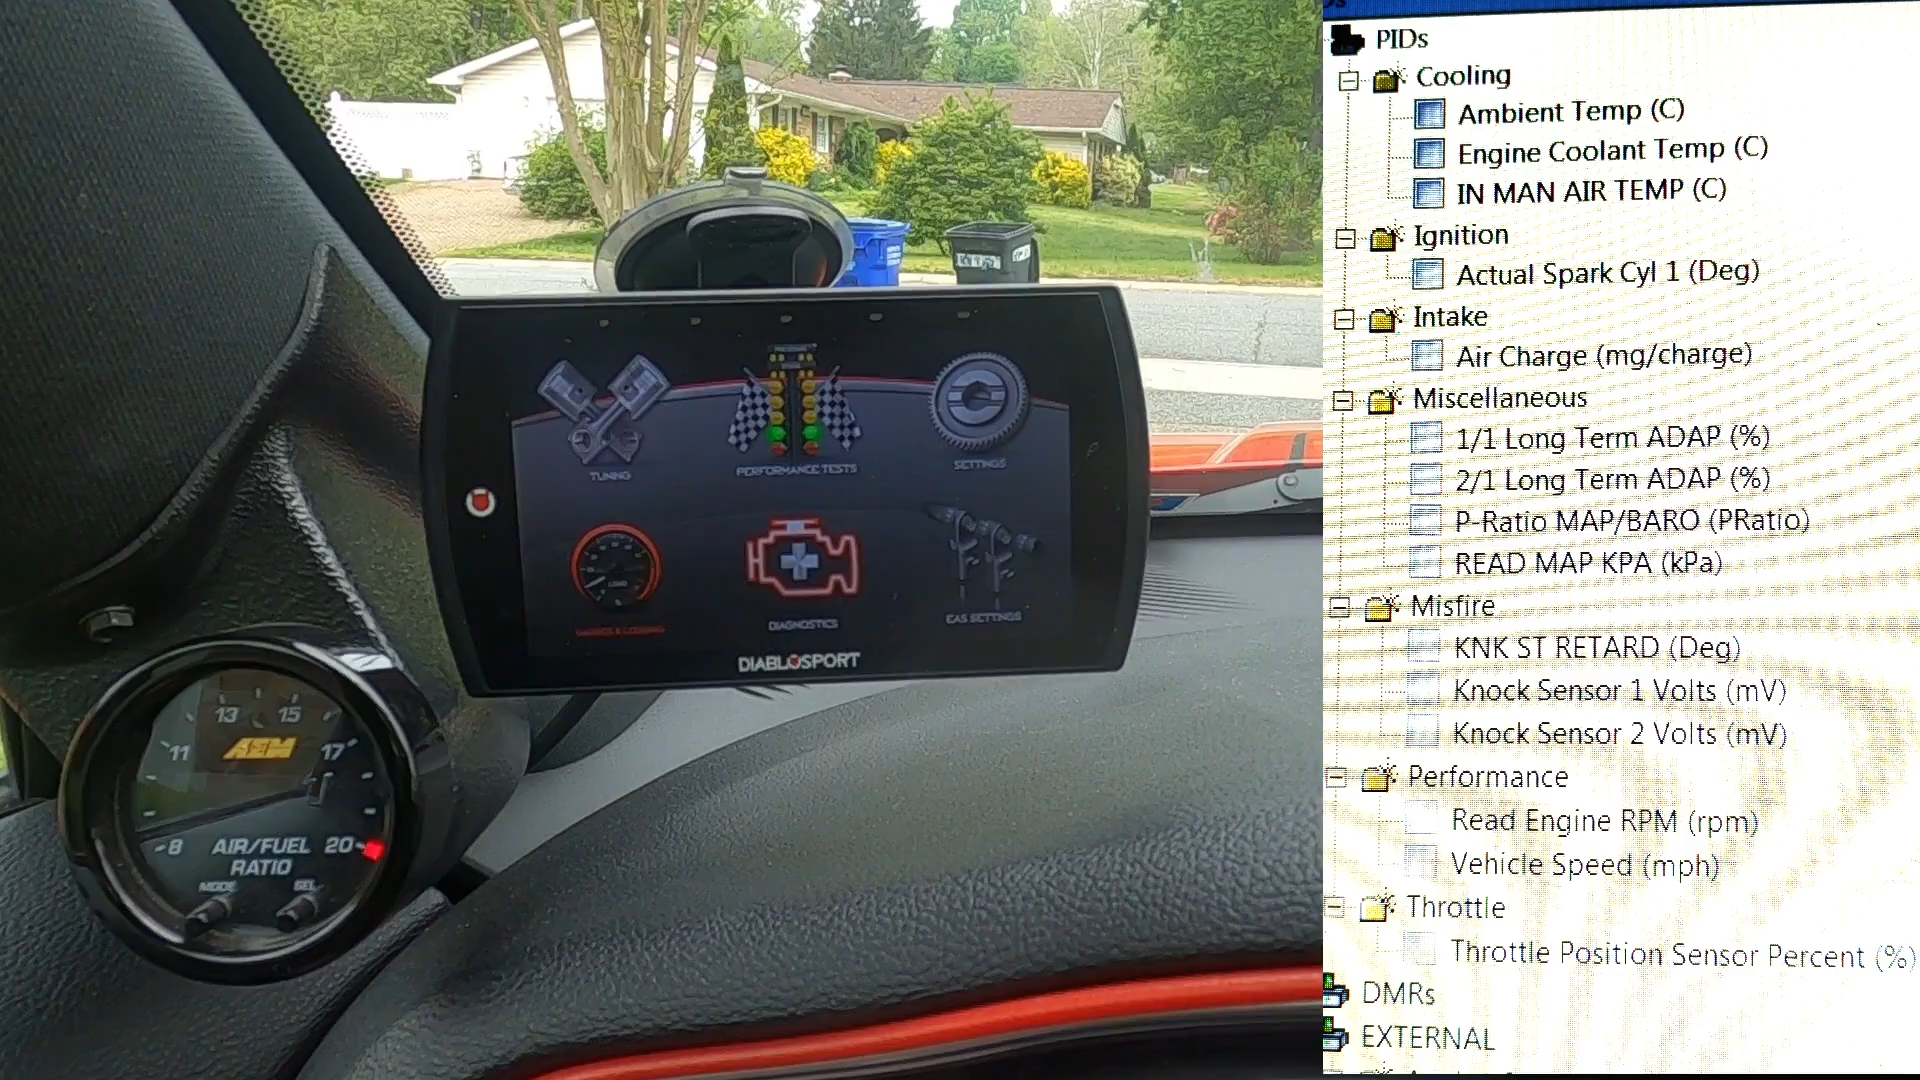 TUNING
PERFORMANCE TESTS
SETTINGS
GAUGES & LOGGING
DIAGNOSTICS
EAS SETTINGS
DIABLOSPORT
13 15
11 17
AEM
8 AIR/FUEL 20
RATIO
MODE SEL
PIDs
Cooling
Ambient Temp (C)
Engine Coolant Temp (C)
IN MAN AIR TEMP (C)
Ignition
Actual Spark Cyl 1 (Deg)
Intake
Air Charge (mg/charge)
Miscellaneous
1/1 Long Term ADAP (%)
2/1 Long Term ADAP (%)
P-Ratio MAP/BARO (PRatio)
READ MAP KPA (kPa)
Misfire
KNK ST RETARD (Deg)
Knock Sensor 1 Volts (mV)
Knock Sensor 2 Volts (mV)
Performance
Read Engine RPM (rpm)
Vehicle Speed (mph)
Throttle
Throttle Position Sensor Percent (%)
DMRs
EXTERNAL